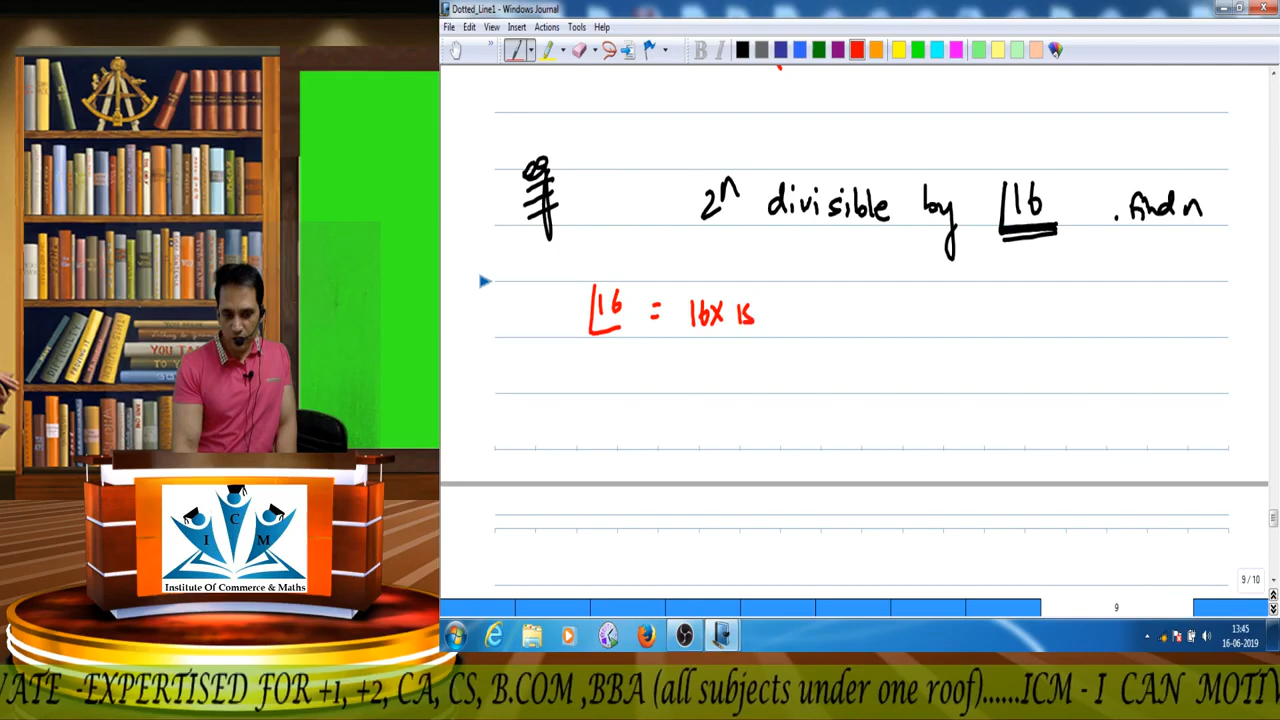 Dotted_Line1 - Windows Journal
File Edit View Insert Actions Tools Help
B I
2ⁿ divisible by |16 . find n
|16 = 16× 15
I C M
Institute Of Commerce & Maths
9 / 10
9
13:45
16-06-2019
VATE -EXPERTISED FOR +1, +2, CA, CS, B.COM ,BBA (all subjects under one roof)......ICM - I CAN MOTI